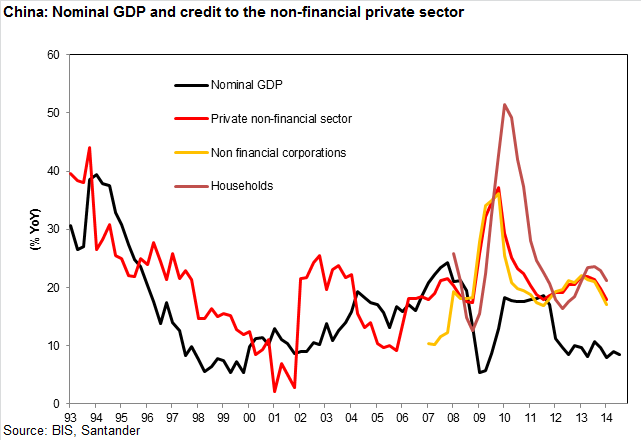 China: Nominal GDP and credit to the non-financial private sector
60
50
40
30
20
10
0
(% YoY)
Nominal GDP
Private non-financial sector
Non financial corporations
Households
93 94 95 96 97 98 99 00 01 02 03 04 05 06 07 08 09 10 11 12 13 14
Source: BIS, Santander